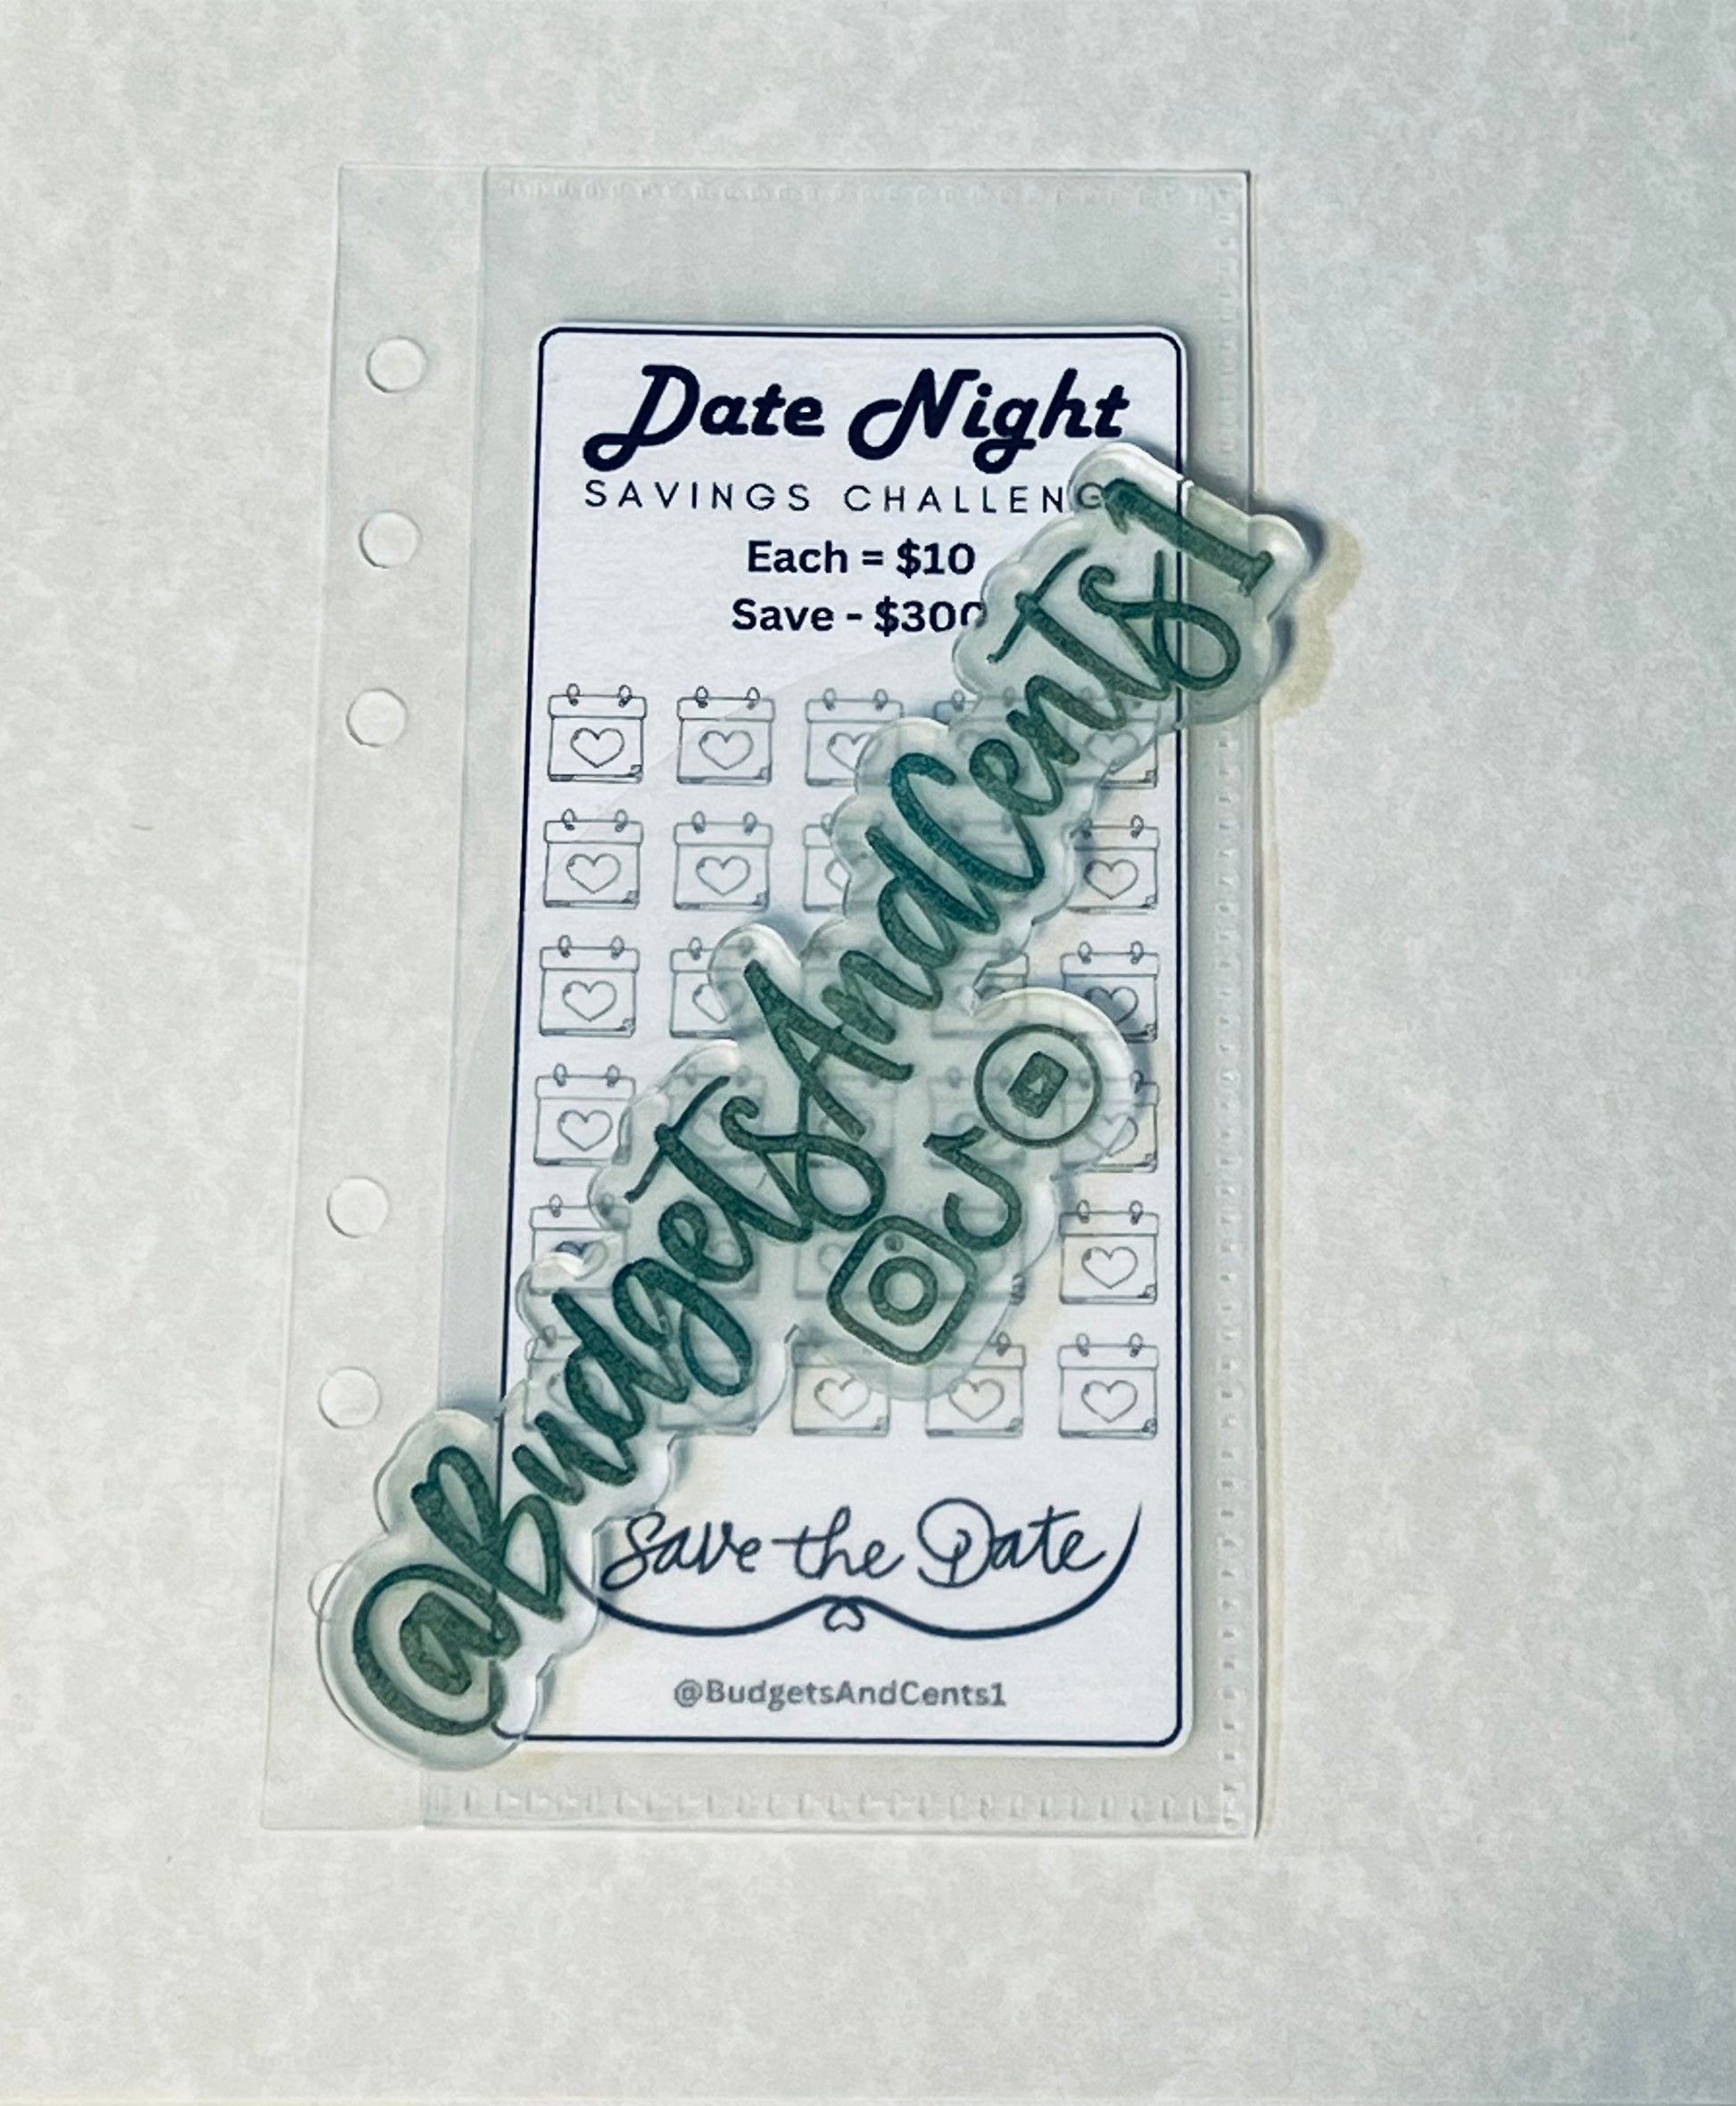 Date Night
SAVINGS CHALLENG
Each = $10
Save - $300
@BudgetsAndCents1
Save the Date
@BudgetsAndCents1